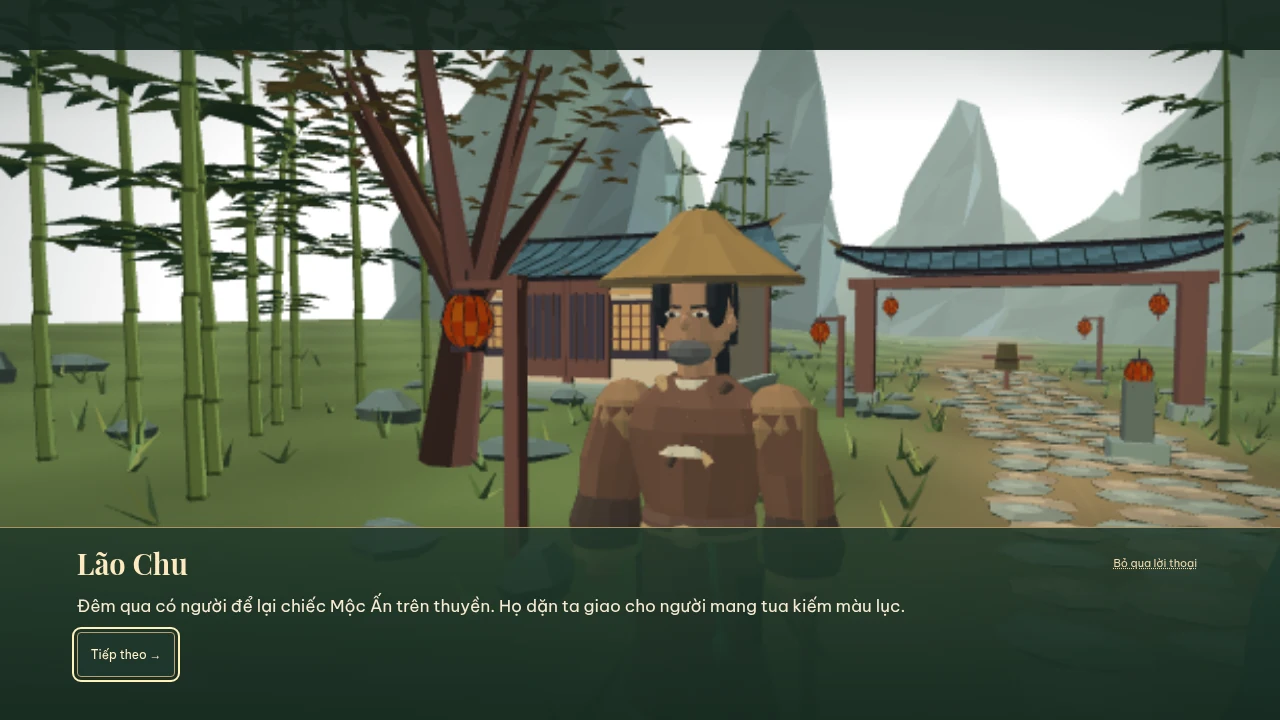 Lão Chu
Bỏ qua lời thoại
Đêm qua có người để lại chiếc Mộc Ấn trên thuyền. Họ dặn ta giao cho người mang tua kiếm màu lục.
Tiếp theo →